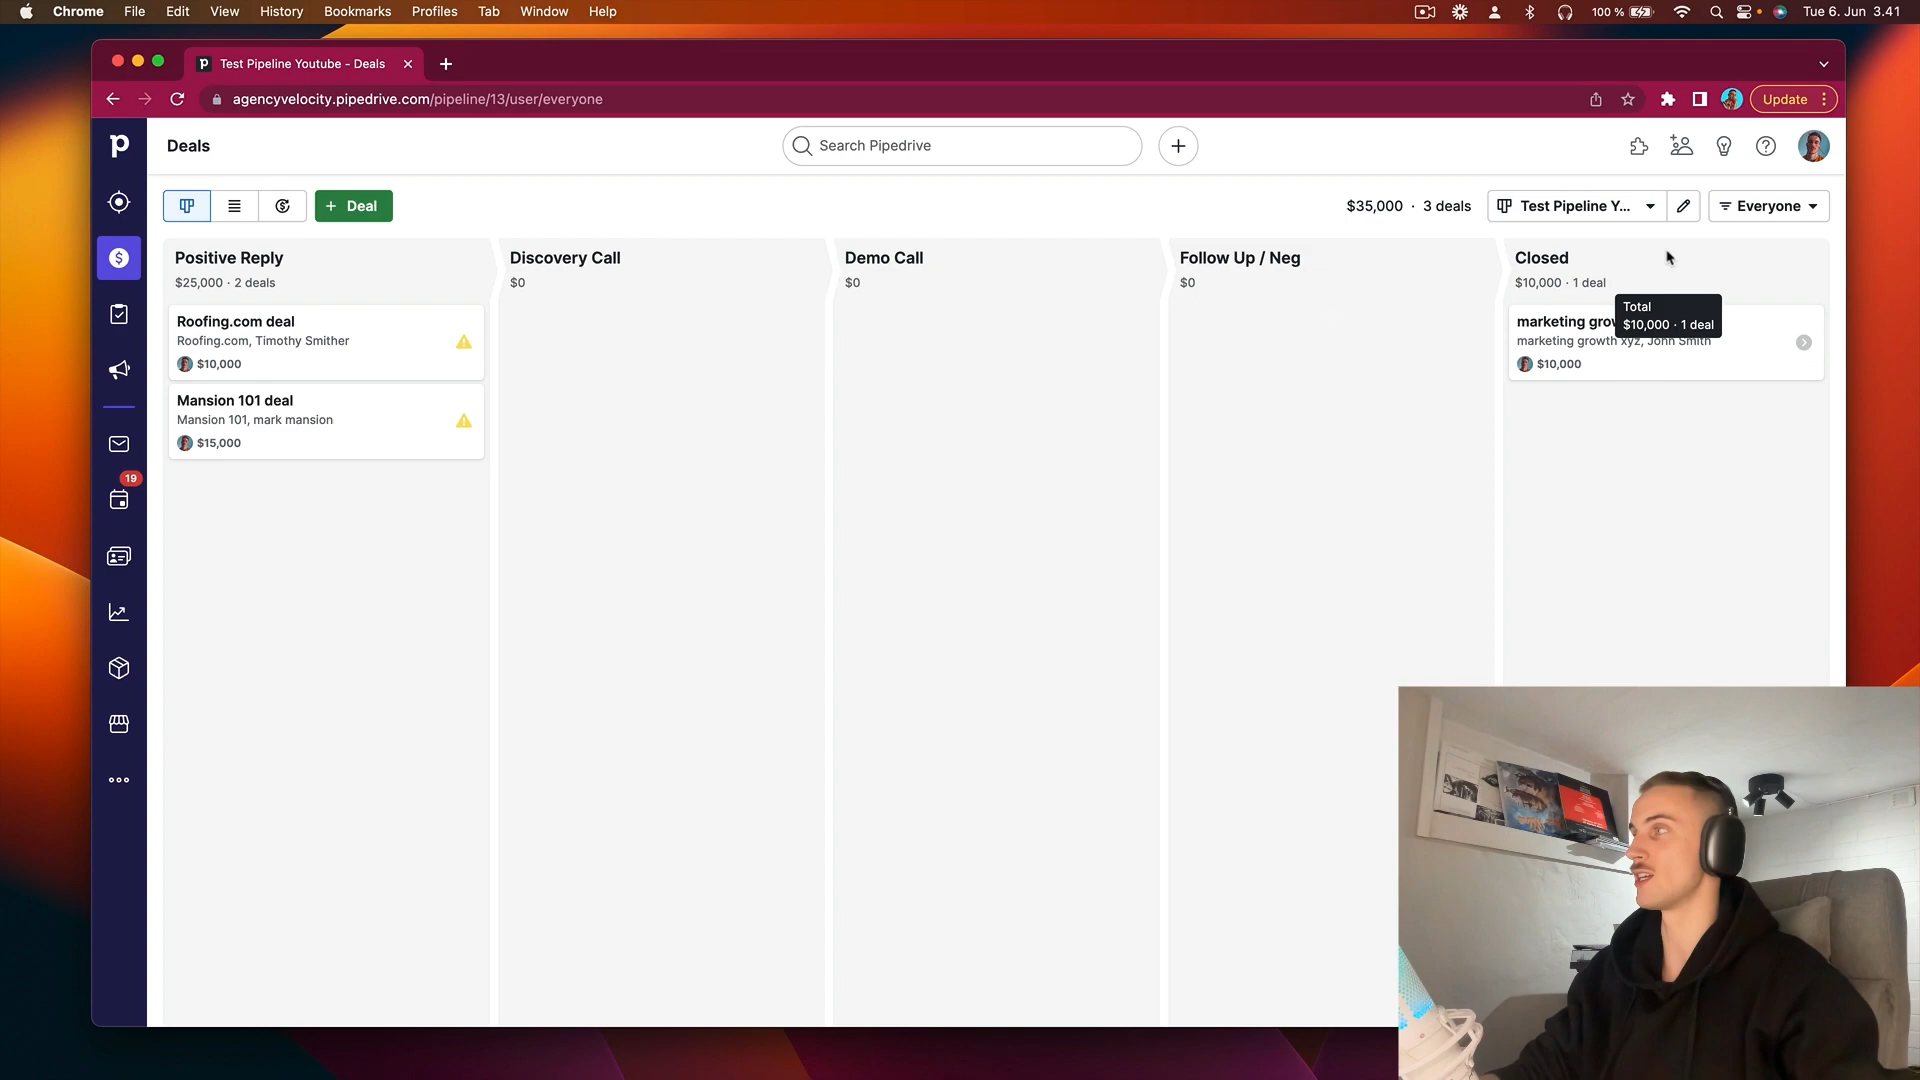 Chrome File Edit View History Bookmarks Profiles Tab Window Help 100 % Tue 6. Jun 3.41
Test Pipeline Youtube - Deals
agencyvelocity.pipedrive.com/pipeline/13/user/everyone Update
Deals Search Pipedrive
+ Deal $35,000 · 3 deals Test Pipeline Y... Everyone
Positive Reply
$25,000 · 2 deals
Roofing.com deal
Roofing.com, Timothy Smither
$10,000
Mansion 101 deal
Mansion 101, mark mansion
$15,000
Discovery Call
$0
Demo Call
$0
Follow Up / Neg
$0
Closed
$10,000 · 1 deal
Total
$10,000 · 1 deal
marketing grow
marketing growth xyz, John Smith
$10,000
19